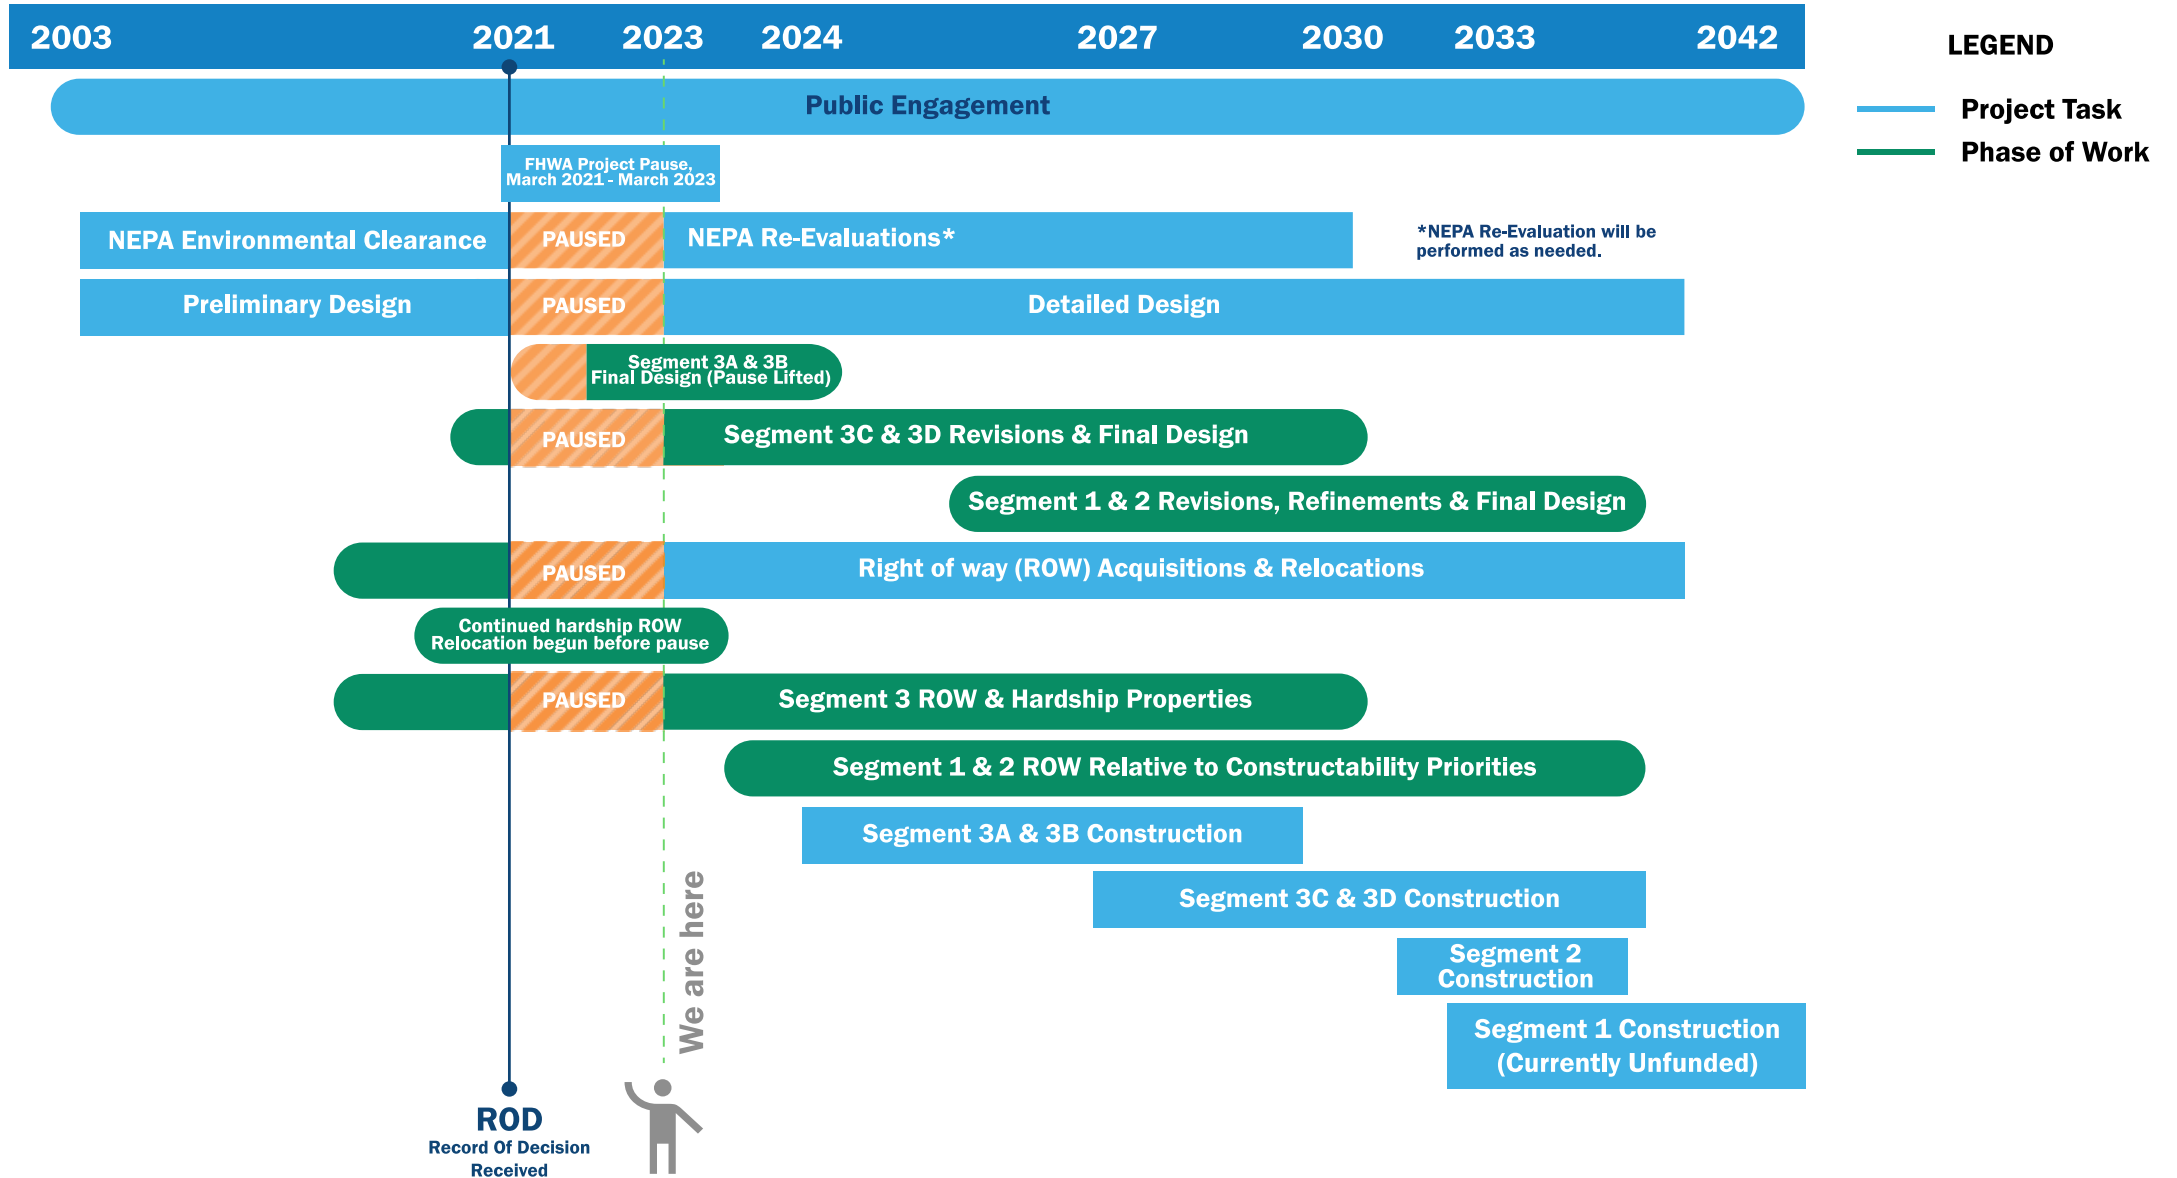 2003 2021 2023 2024 2027 2030 2033 2042
LEGEND
Project Task
Phase of Work
Public Engagement
FHWA Project Pause,
March 2021 - March 2023
NEPA Environmental Clearance PAUSED NEPA Re-Evaluations*
*NEPA Re-Evaluation will be
performed as needed.
Preliminary Design PAUSED Detailed Design
Segment 3A & 3B
Final Design (Pause Lifted)
PAUSED Segment 3C & 3D Revisions & Final Design
Segment 1 & 2 Revisions, Refinements & Final Design
PAUSED Right of way (ROW) Acquisitions & Relocations
Continued hardship ROW
Relocation begun before pause
PAUSED Segment 3 ROW & Hardship Properties
Segment 1 & 2 ROW Relative to Constructability Priorities
Segment 3A & 3B Construction
Segment 3C & 3D Construction
Segment 2
Construction
Segment 1 Construction
(Currently Unfunded)
We are here
ROD
Record Of Decision
Received